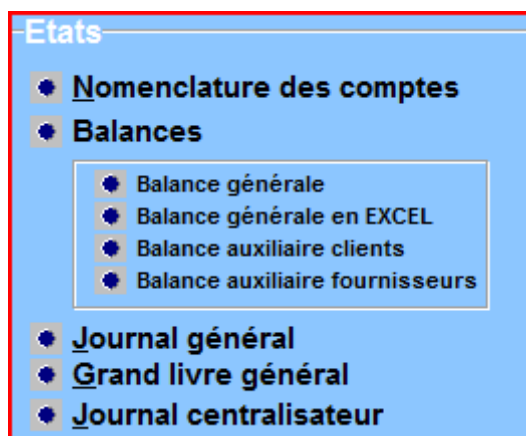 Etats
Nomenclature des comptes
Balances
Balance générale
Balance générale en EXCEL
Balance auxiliaire clients
Balance auxiliaire fournisseurs
Journal général
Grand livre général
Journal centralisateur